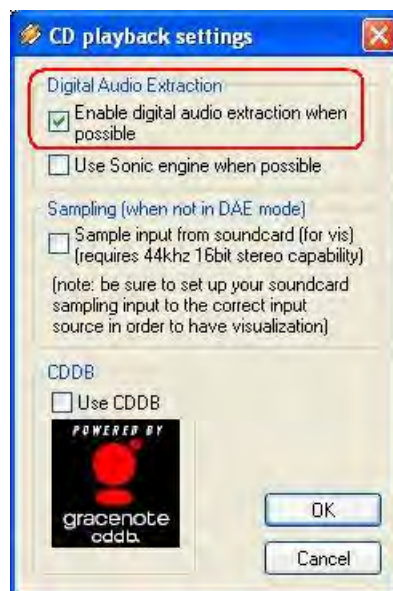 CD playback settings
Digital Audio Extraction
Enable digital audio extraction when
possible
Use Sonic engine when possible
Sampling (when not in DAE mode)
Sample input from soundcard (for vis)
(requires 44khz 16bit stereo capability)
(note: be sure to set up your soundcard
sampling input to the correct input
source in order to have visualization)
CDDB
Use CDDB
POWERED BY
gracenote
cddb.
OK
Cancel